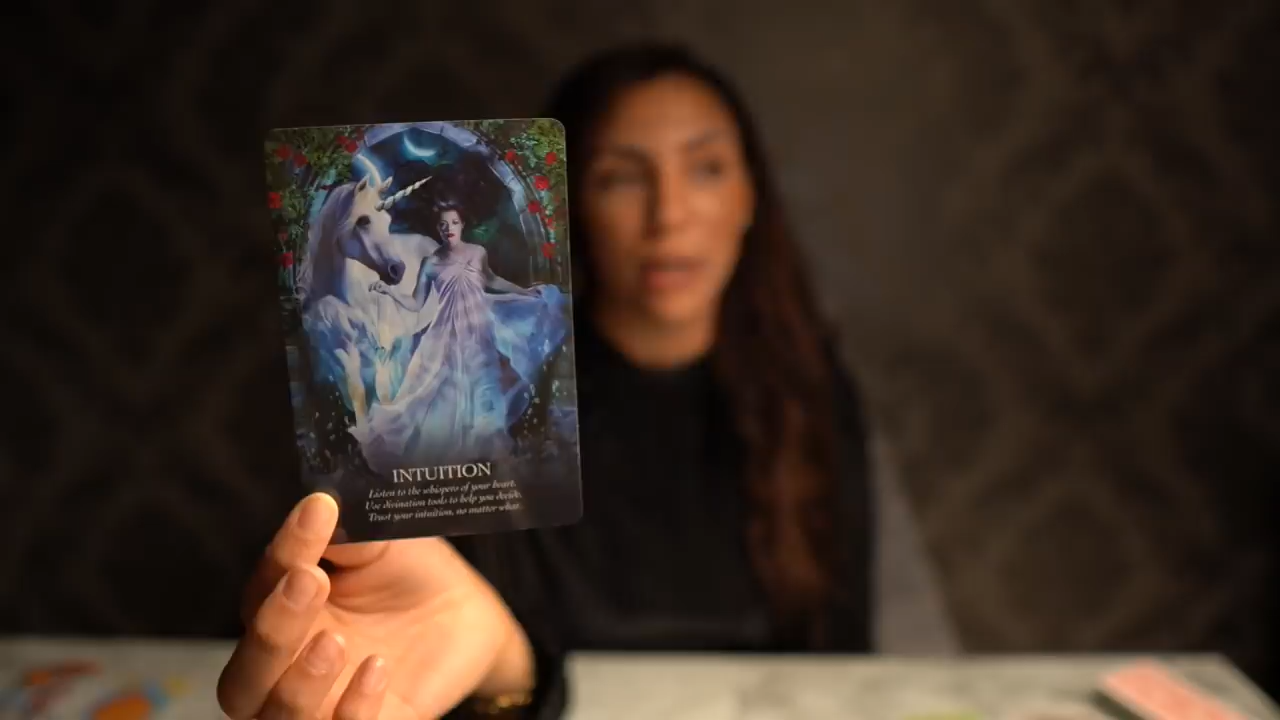 INTUITION
Listen to the whispers of your heart.
Use divination tools to help you decide.
Trust your intuition, no matter what.